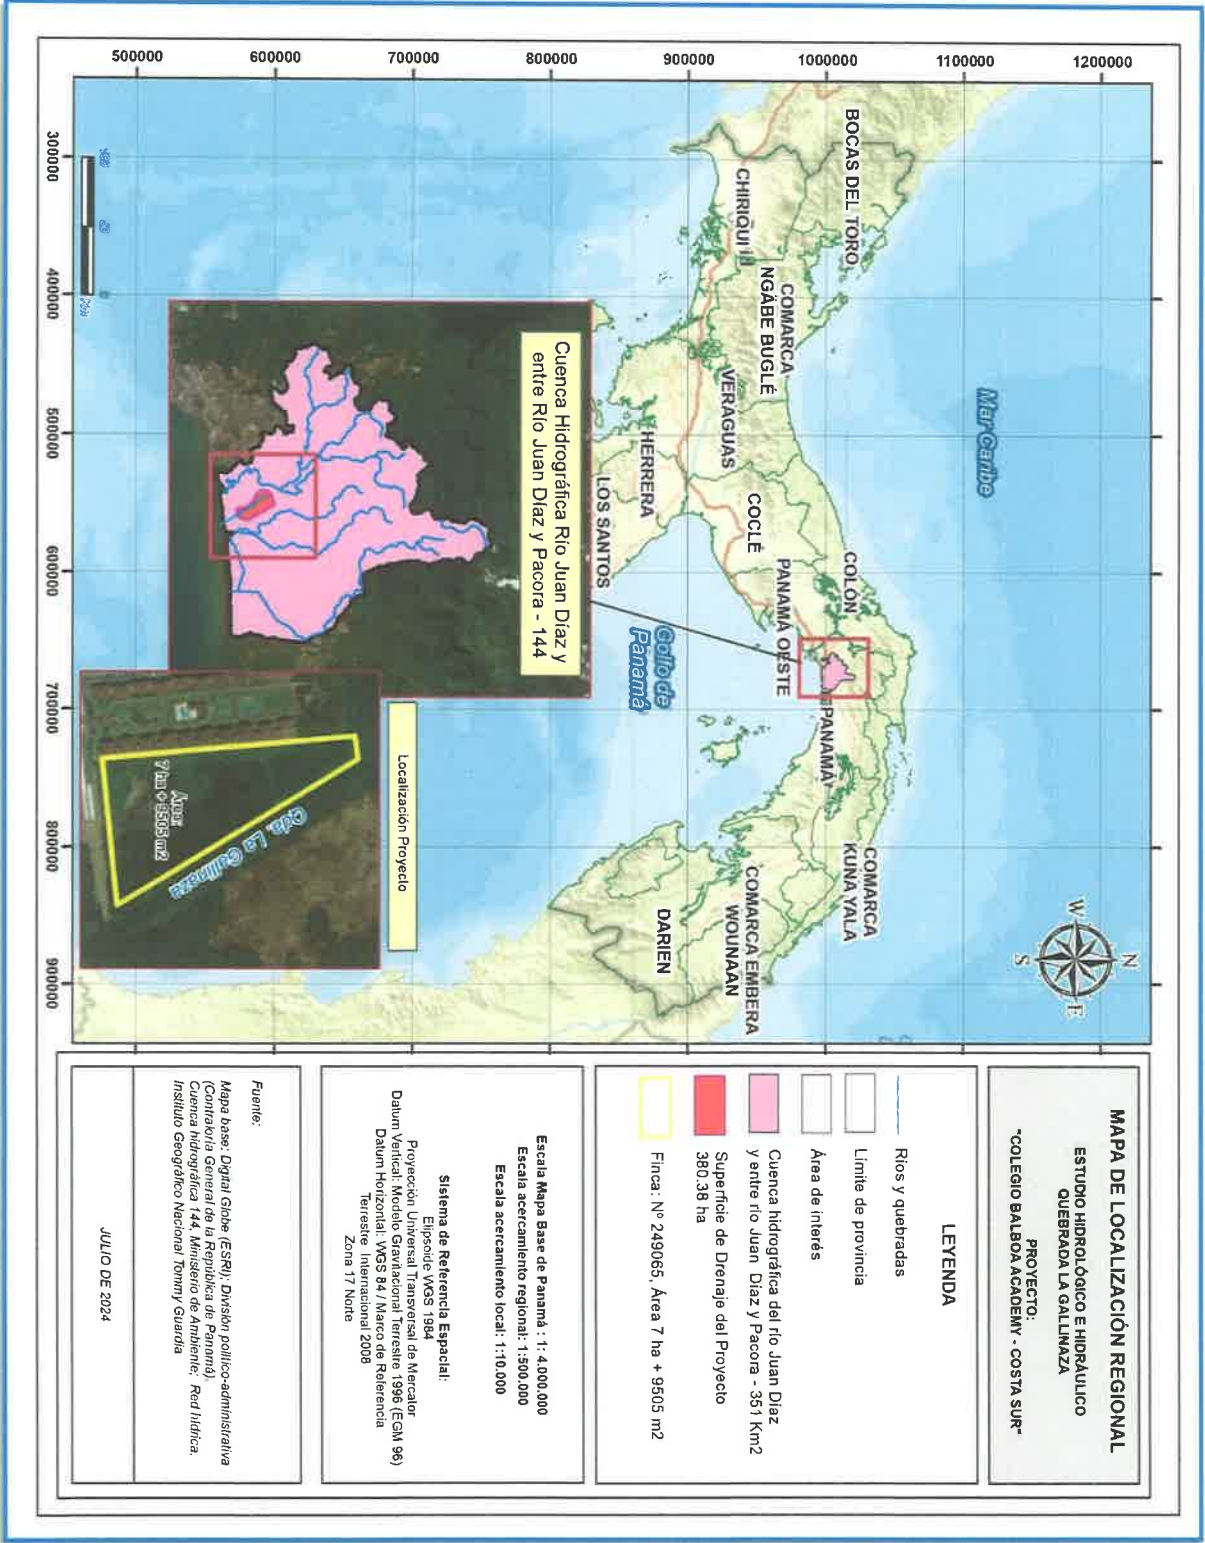 MAPA DE LOCALIZACIÓN REGIONAL
ESTUDIO HIDROLÓGICO E HIDRÁULICO
QUEBRADA LA GALLINAZA
PROYECTO:
"COLEGIO BALBOA ACADEMY - COSTA SUR"
LEYENDA
Ríos y quebradas
Límite de provincia
Área de interés
Cuenca hidrográfica del río Juan Díaz
y entre río Juan Díaz y Pacora - 351 Km2
Superficie de Drenaje del Proyecto
380.38 ha
Finca: Nº 249065, Área 7 ha + 9505 m2
Escala Mapa Base de Panamá : 1: 4.000.000
Escala acercamiento regional: 1:500.000
Escala acercamiento local: 1:10.000
Sistema de Referencia Espacial:
Elipsoide WGS 1984
Proyección Universal Transversal de Mercator
Datum Vertical: Modelo Gravitacional Terrestre 1996 (EGM 96)
Datum Horizontal: WGS 84 / Marco de Referencia
Terrestre Internacional 2008
Zona 17 Norte
Fuente:
Mapa base: Digital Globe (ESRI); División político-administrativa
(Contraloría General de la República de Panamá).
Cuenca hidrográfica 144, Ministerio de Ambiente; Red hídrica,
Instituto Geográfico Nacional Tommy Guardia
JULIO DE 2024
1200000
1100000
1000000
900000
800000
700000
600000
500000
300000
400000
500000
600000
700000
800000
900000
N
W
E
S
Mar Caribe
BOCAS DEL TORO
CHIRIQUÍ
COMARCA
NGÄBE BUGLÉ
VERAGUAS
HERRERA
LOS SANTOS
COCLÉ
COLÓN
PANAMÁ OESTE
PANAMÁ
COMARCA
KUNA YALA
COMARCA EMBERA
WOUNAAN
DARIEN
Golfo de
Panamá
Cuenca Hidrográfica Río Juan Díaz y
entre Río Juan Díaz y Pacora - 144
Localización Proyecto
Qda. La Gallinaza
Área:
7 ha + 9505 m2